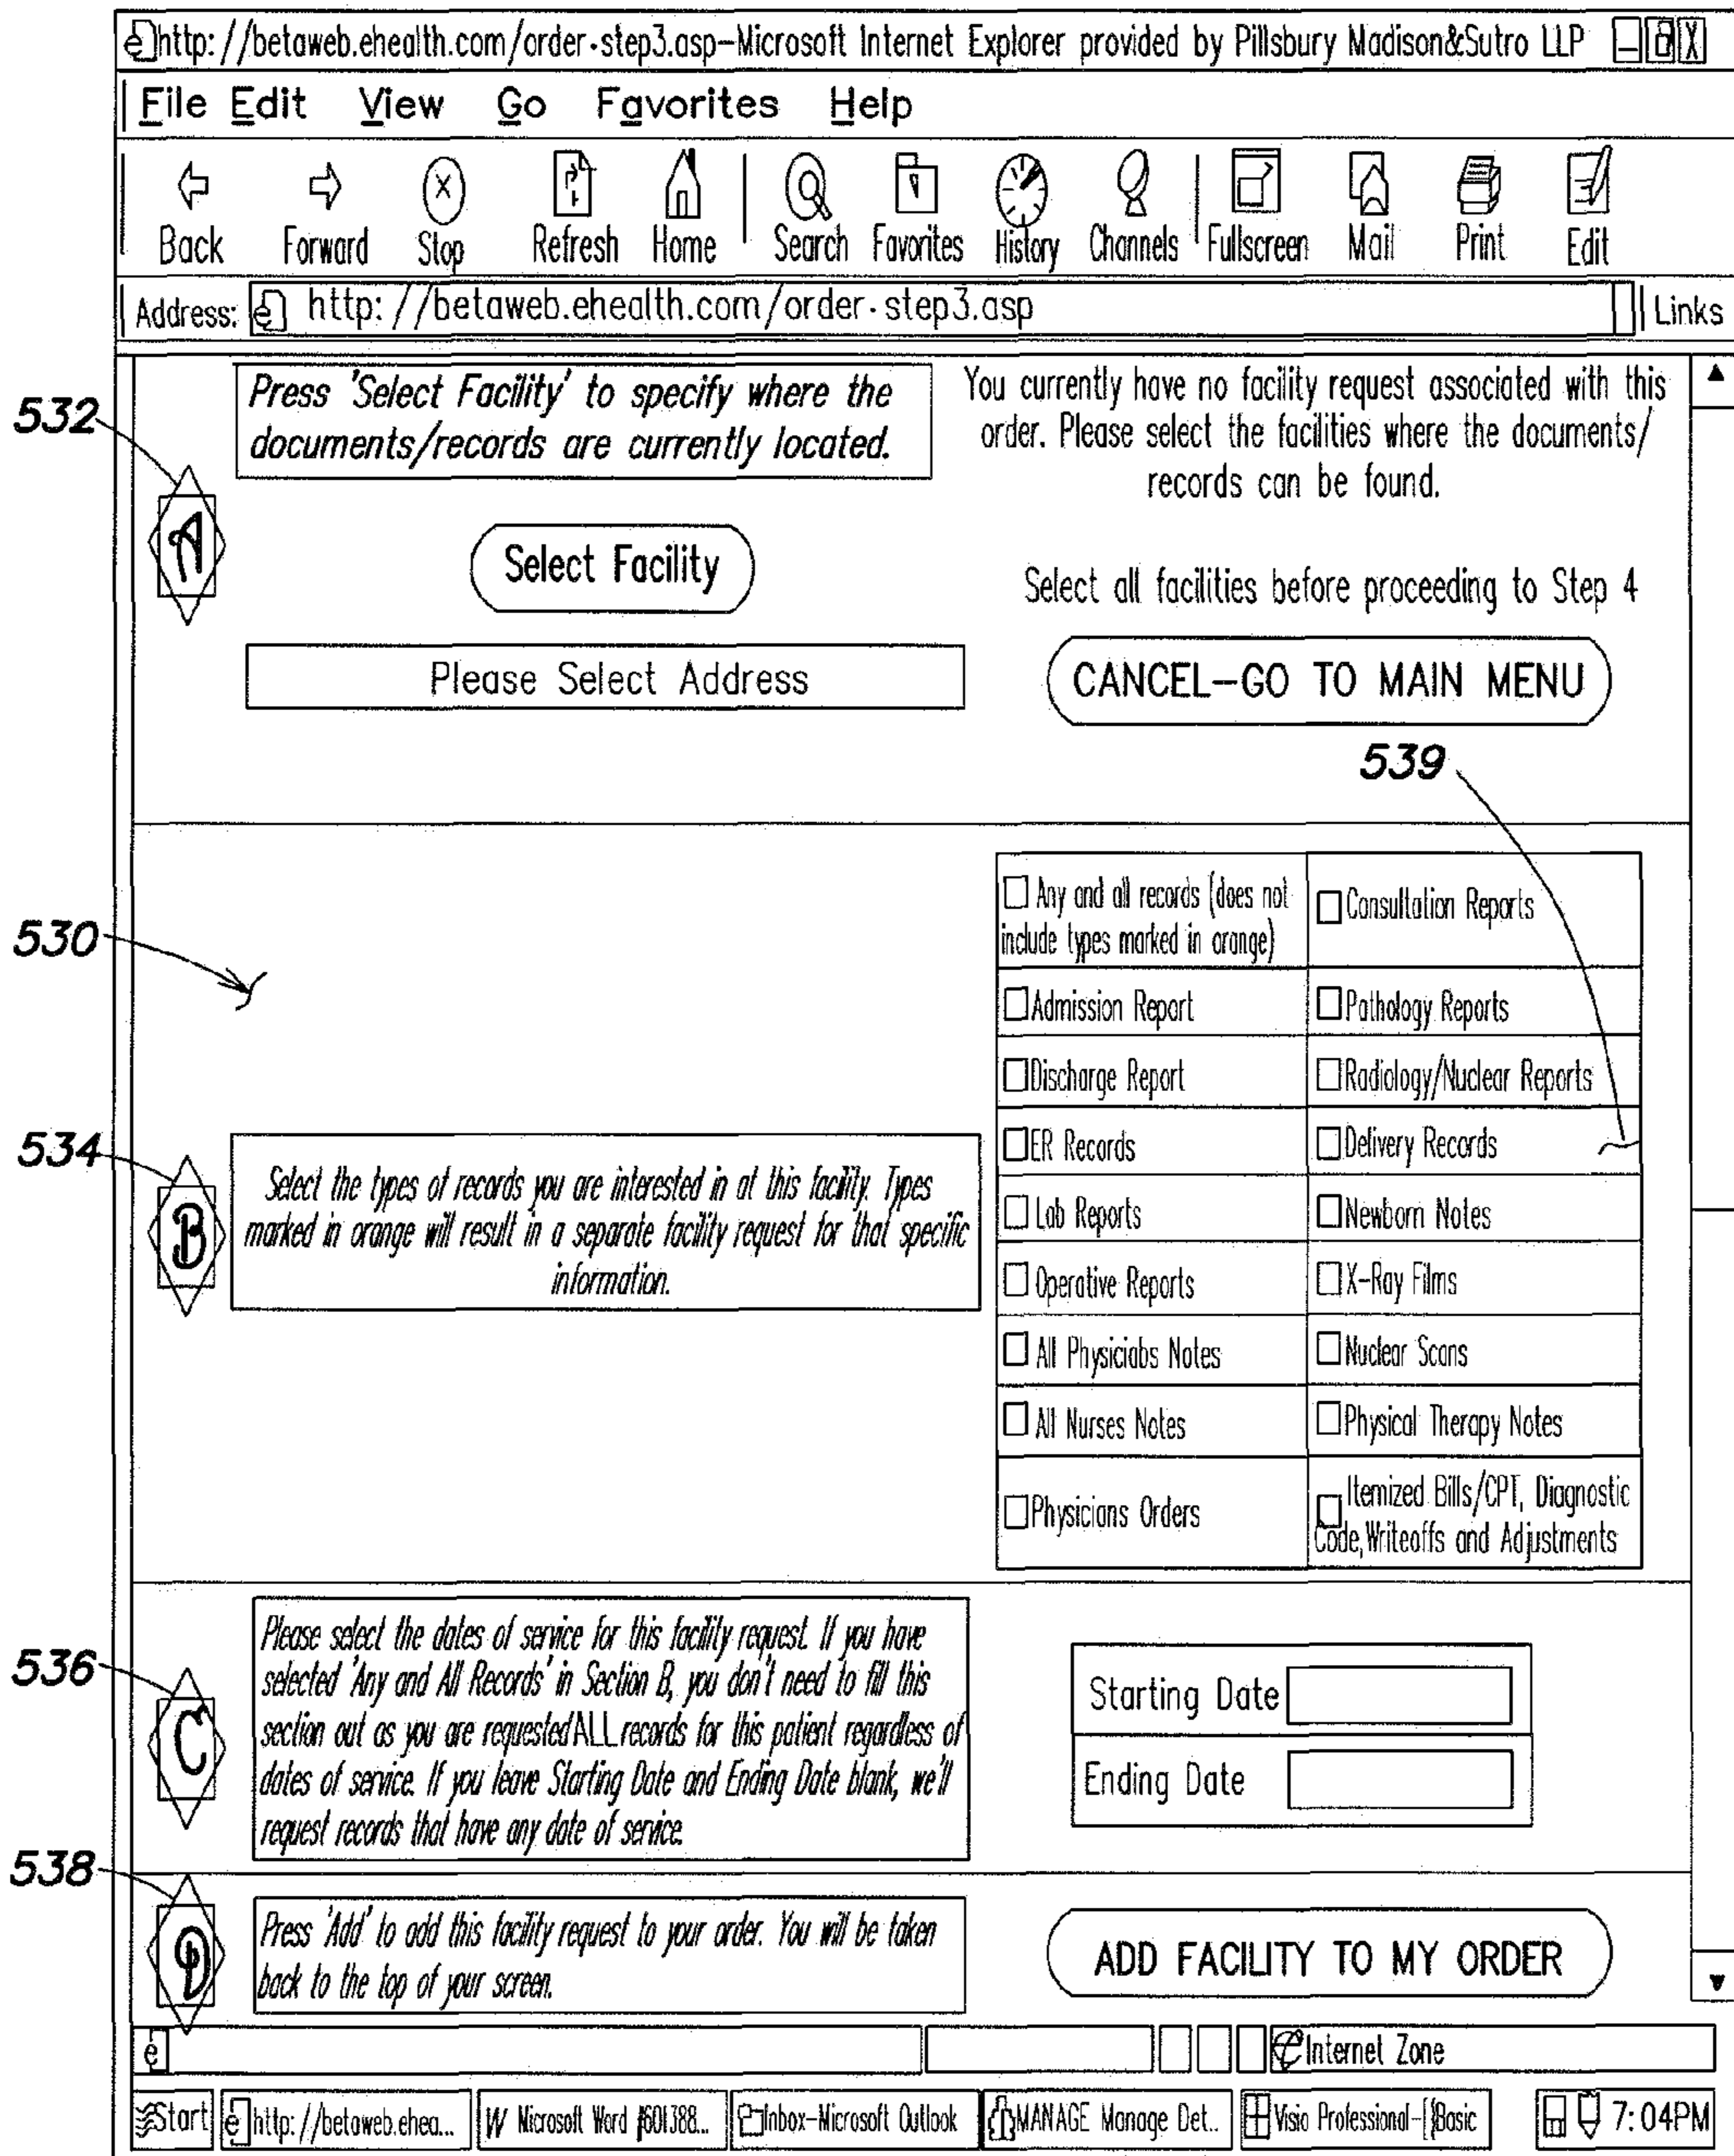 http://betaweb.ehealth.com/order-step3.asp-Microsoft Internet Explorer provided by Pillsbury Madison&Sutro LLP
File Edit View Go Favorites Help
Back Forward Stop Refresh Home Search Favorites History Channels Fullscreen Mail Print Edit
Address: http://betaweb.ehealth.com/order-step3.asp Links
532
A
Press 'Select Facility' to specify where the
documents/records are currently located.
Select Facility
Please Select Address
You currently have no facility request associated with this
order. Please select the facilities where the documents/
records can be found.
Select all facilities before proceeding to Step 4
CANCEL-GO TO MAIN MENU
539
530
534
B
Select the types of records you are interested in at this facility. Types
marked in orange will result in a separate facility request for that specific
information.
Any and all records (does not
include types marked in orange)
Consultation Reports
Admission Report
Pathology Reports
Discharge Report
Radiology/Nuclear Reports
ER Records
Delivery Records
Lab Reports
Newborn Notes
Operative Reports
X-Ray Films
All Physiciabs Notes
Nuclear Scans
All Nurses Notes
Physical Therapy Notes
Physicians Orders
Itemized Bills/CPT, Diagnostic
Code,Writeoffs and Adjustments
536
C
Please select the dates of service for this facility request. If you have
selected 'Any and All Records' in Section B, you don't need to fill this
section out as you are requested ALL records for this patient regardless of
dates of service. If you leave Starting Date and Ending Date blank, we'll
request records that have any date of service.
Starting Date
Ending Date
538
D
Press 'Add' to add this facility request to your order. You will be taken
back to the top of your screen.
ADD FACILITY TO MY ORDER
Internet Zone
Start http://betaweb.ehea... W Microsoft Word #601388... Inbox-Microsoft Outlook MANAGE Manage Det.. Visio Professional-[Basic 7:04PM